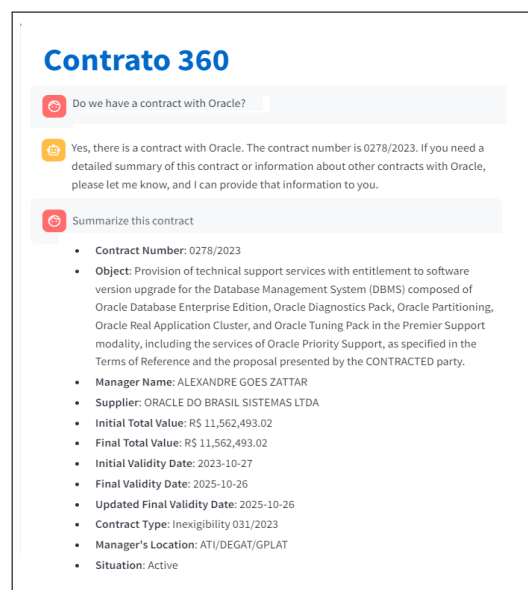 Contrato 360
Do we have a contract with Oracle?
Yes, there is a contract with Oracle. The contract number is 0278/2023. If you need a
detailed summary of this contract or information about other contracts with Oracle,
please let me know, and I can provide that information to you.
Summarize this contract
• Contract Number: 0278/2023
• Object: Provision of technical support services with entitlement to software
version upgrade for the Database Management System (DBMS) composed of
Oracle Database Enterprise Edition, Oracle Diagnostics Pack, Oracle Partitioning,
Oracle Real Application Cluster, and Oracle Tuning Pack in the Premier Support
modality, including the services of Oracle Priority Support, as specified in the
Terms of Reference and the proposal presented by the CONTRACTED party.
• Manager Name: ALEXANDRE GOES ZATTAR
• Supplier: ORACLE DO BRASIL SISTEMAS LTDA
• Initial Total Value: R$ 11,562,493.02
• Final Total Value: R$ 11,562,493.02
• Initial Validity Date: 2023-10-27
• Final Validity Date: 2025-10-26
• Updated Final Validity Date: 2025-10-26
• Contract Type: Inexigibility 031/2023
• Manager's Location: ATI/DEGAT/GPLAT
• Situation: Active